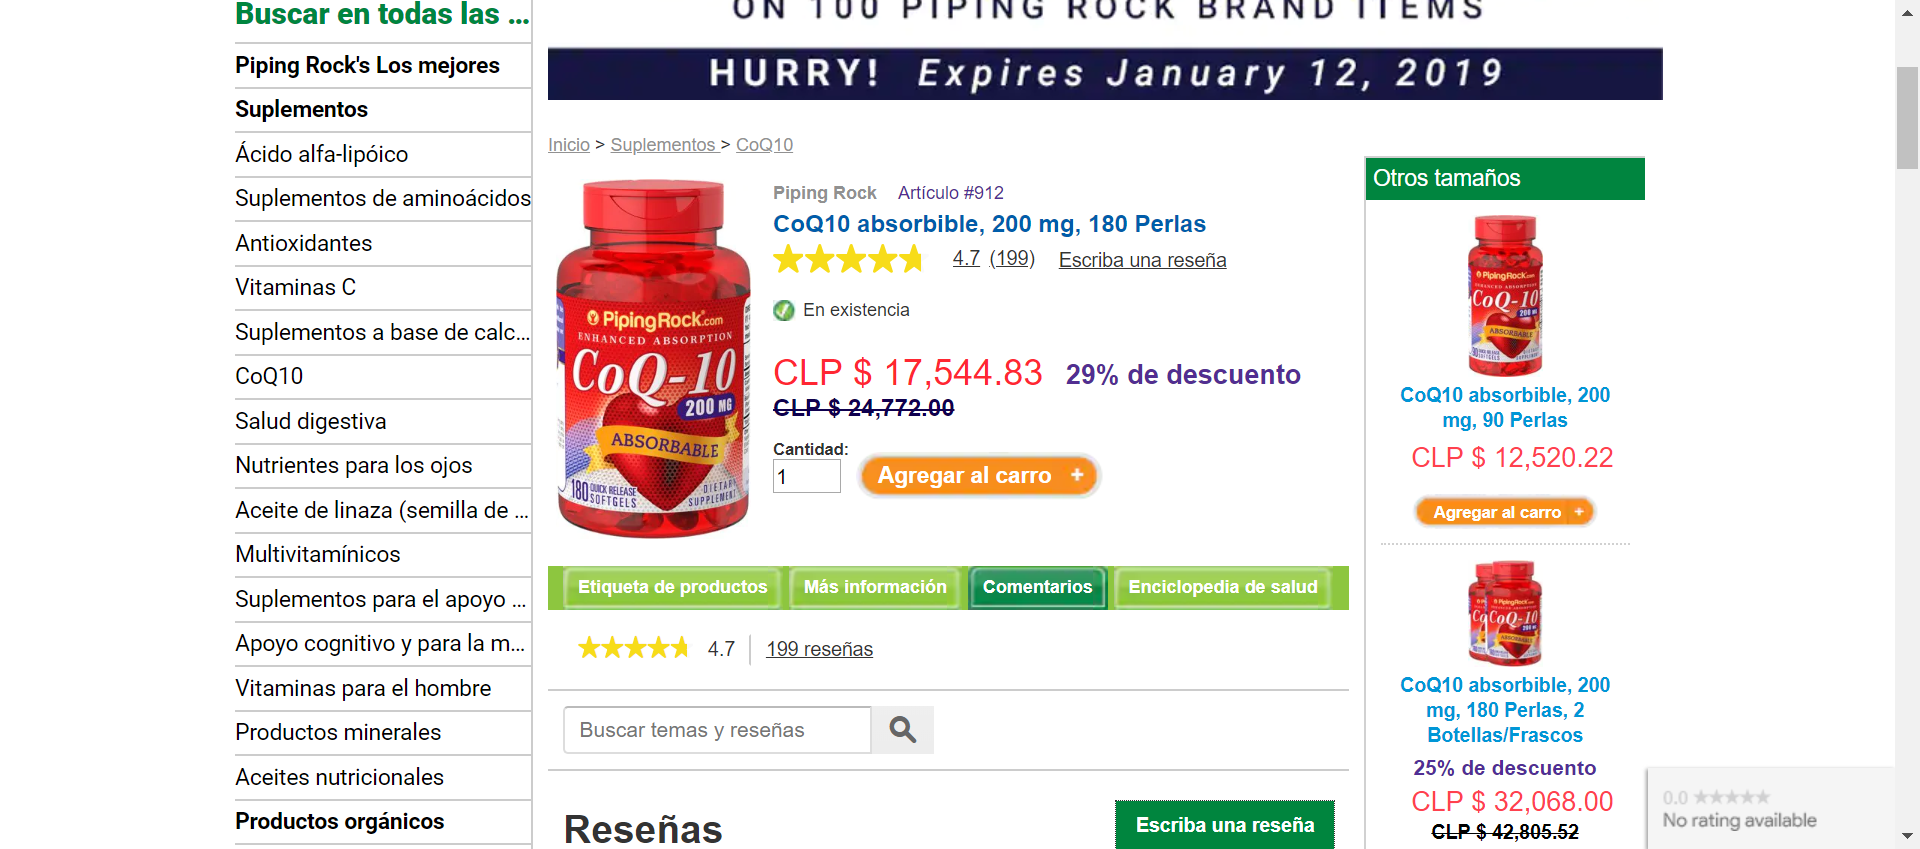 Buscar en todas las ...
Piping Rock's Los mejores
Suplementos
Ácido alfa-lipóico
Suplementos de aminoácidos
Antioxidantes
Vitaminas C
Suplementos a base de calc...
CoQ10
Salud digestiva
Nutrientes para los ojos
Aceite de linaza (semilla de ...
Multivitamínicos
Suplementos para el apoyo ...
Apoyo cognitivo y para la m...
Vitaminas para el hombre
Productos minerales
Aceites nutricionales
Productos orgánicos
ON 100 PIPING ROCK BRAND ITEMS
HURRY! Expires January 12, 2019
Inicio > Suplementos > CoQ10
PipingRock.com
ENHANCED ABSORPTION
CoQ-10
200 MG
ABSORBABLE
180 QUICK RELEASE
SOFTGELS
DIETARY
SUPPLEMENT
Piping Rock Artículo #912
CoQ10 absorbible, 200 mg, 180 Perlas
4.7 (199) Escriba una reseña
En existencia
CLP $ 17,544.83 29% de descuento
CLP $ 24,772.00
Cantidad:
1 Agregar al carro +
Etiqueta de productos Más información Comentarios Enciclopedia de salud
4.7 199 reseñas
Buscar temas y reseñas
Reseñas Escriba una reseña
Otros tamaños
PipingRock.com
CoQ-10
200 MG
ABSORBABLE
CoQ10 absorbible, 200
mg, 90 Perlas
CLP $ 12,520.22
Agregar al carro +
CoQ-10
CoQ10 absorbible, 200
mg, 180 Perlas, 2
Botellas/Frascos
25% de descuento
CLP $ 32,068.00
CLP $ 42,805.52
0.0
No rating available